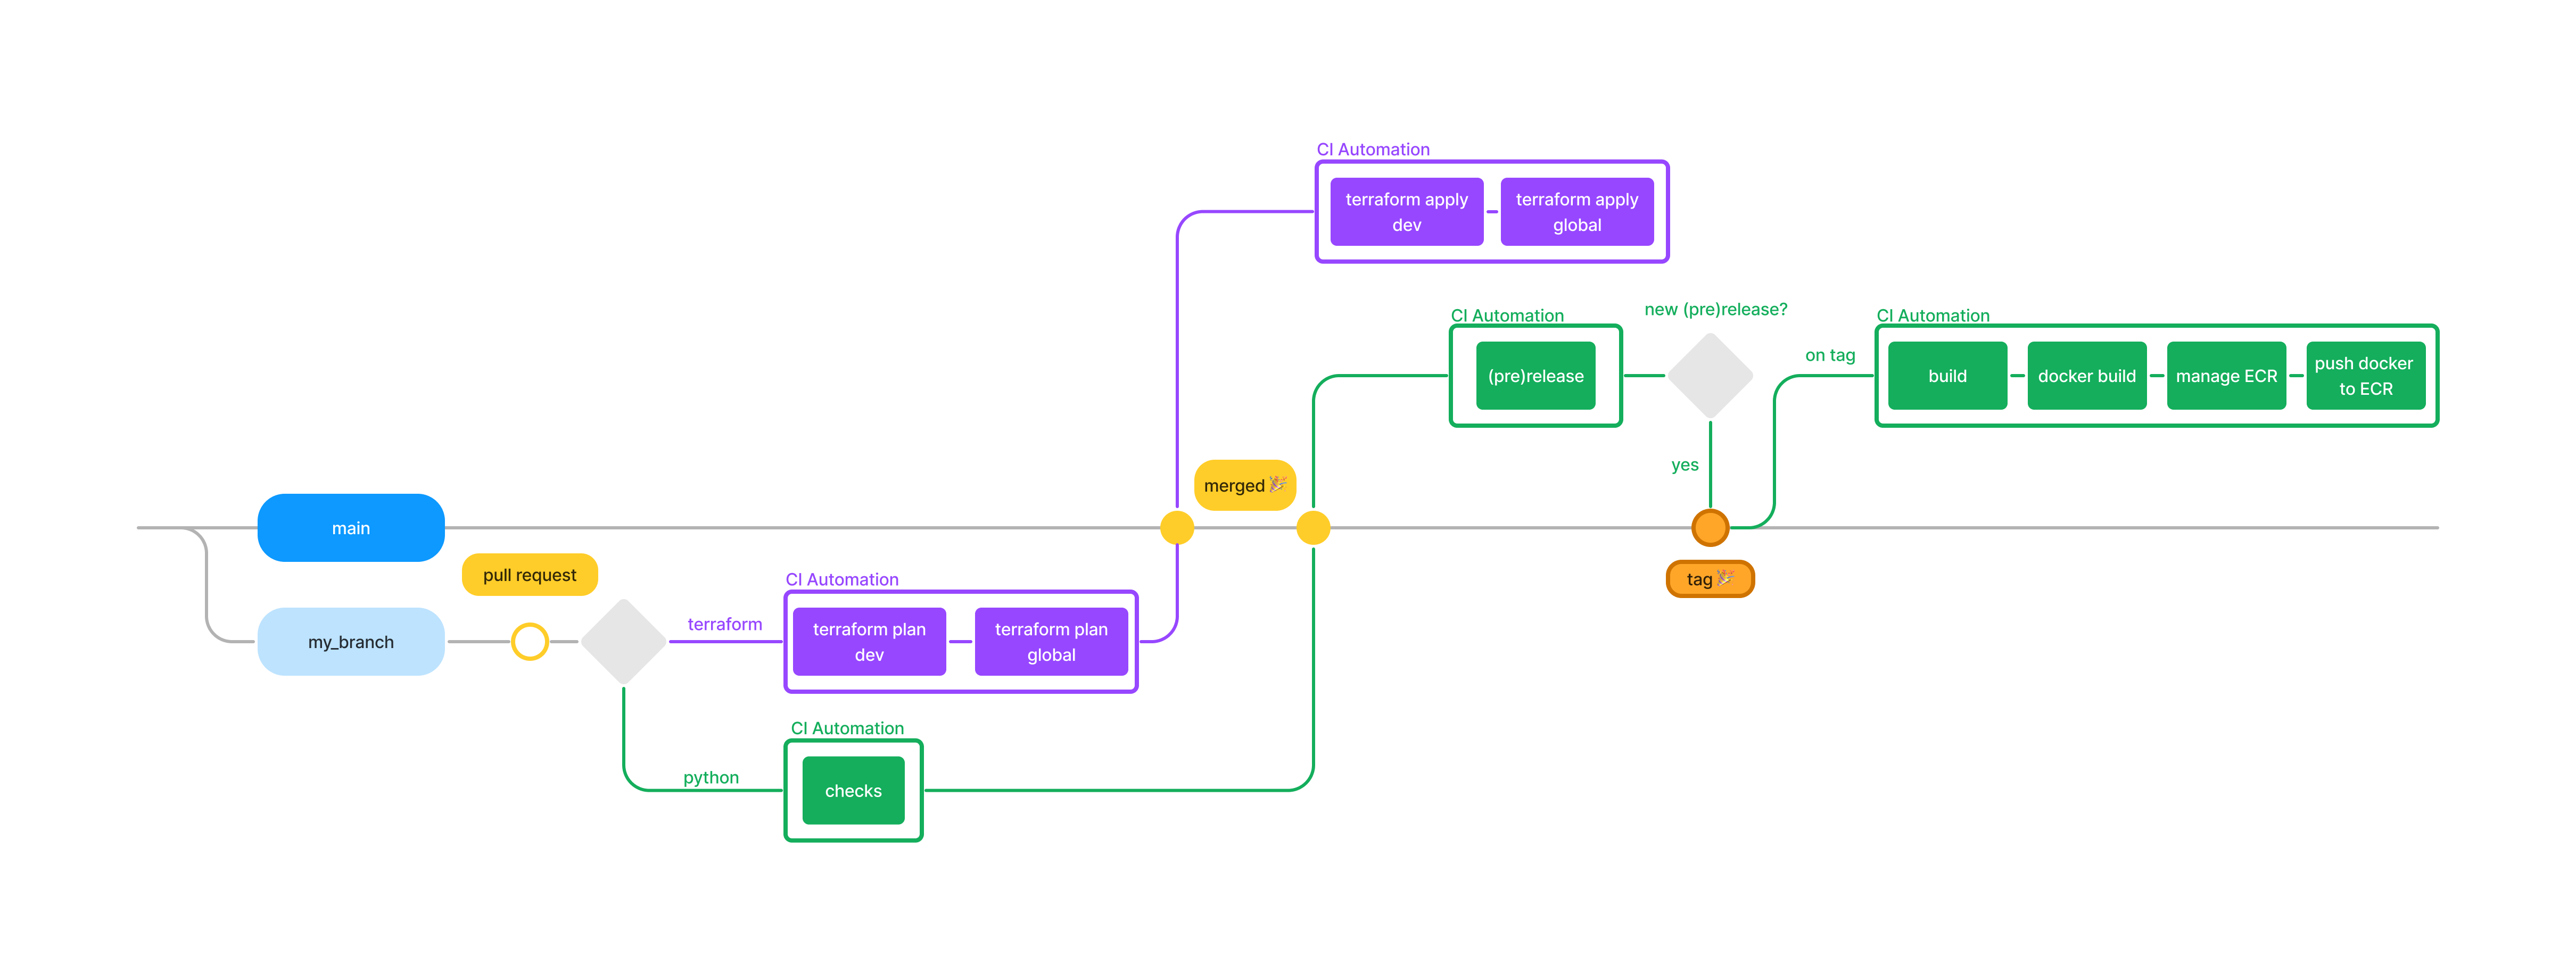 CI Automation
terraform apply
dev
terraform apply
global
CI Automation
(pre)release
new (pre)release?
yes
on tag
CI Automation
build
docker build
manage ECR
push docker
to ECR
merged 🎉
main
pull request
my_branch
terraform
CI Automation
terraform plan
dev
terraform plan
global
tag 🎉
python
CI Automation
checks